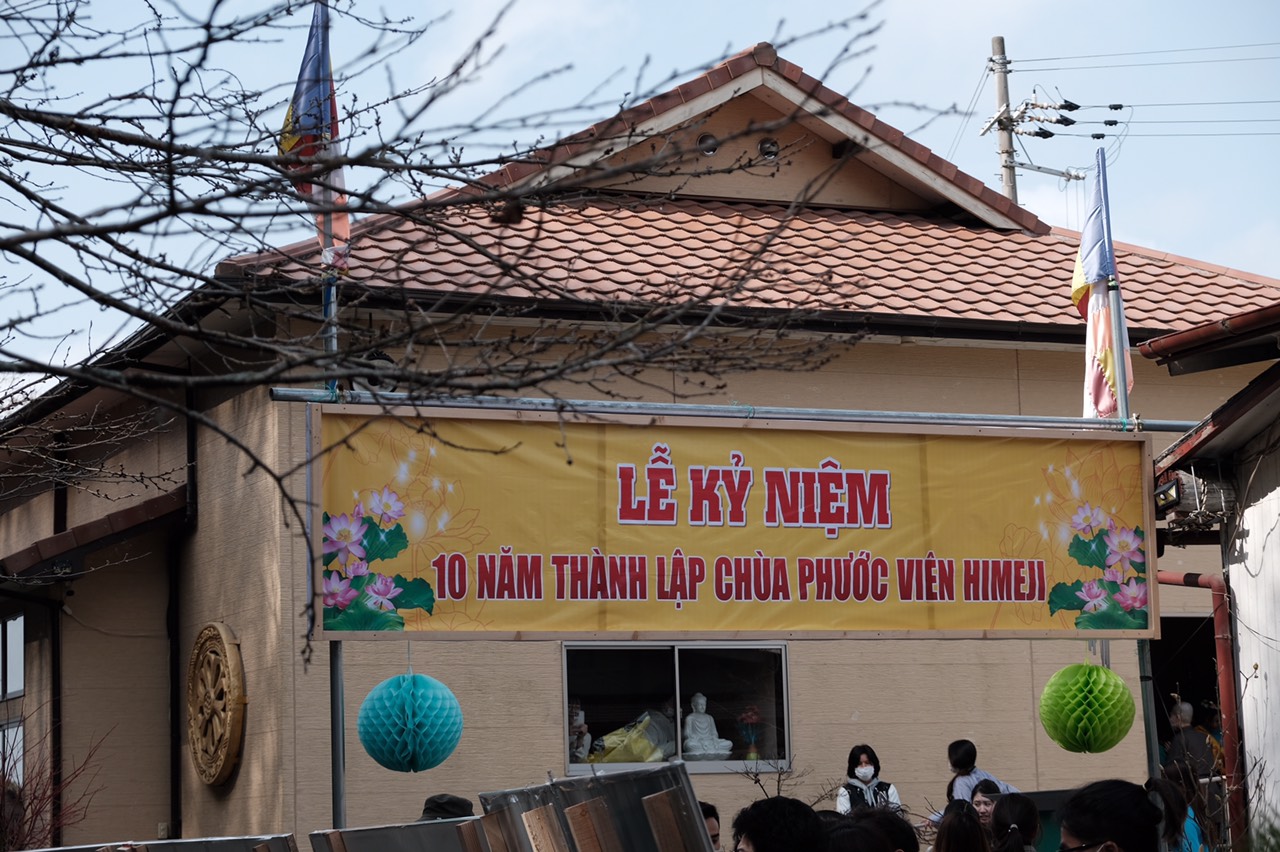 LỄ KỶ NIỆM
10 NĂM THÀNH LẬP CHÙA PHƯỚC VIÊN HIMEJI